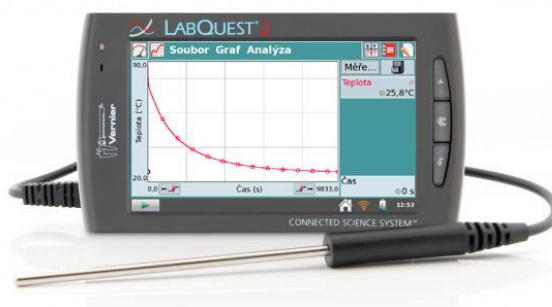 LABQUEST® 2
Soubor Graf Analýza
90,0
Měře...
Teplota
25,8°C
Teplota (°C)
Vernier
20,0
0,0
Čas (s)
9833,0
Čas
0 s
12:53
CONNECTED SCIENCE SYSTEM™